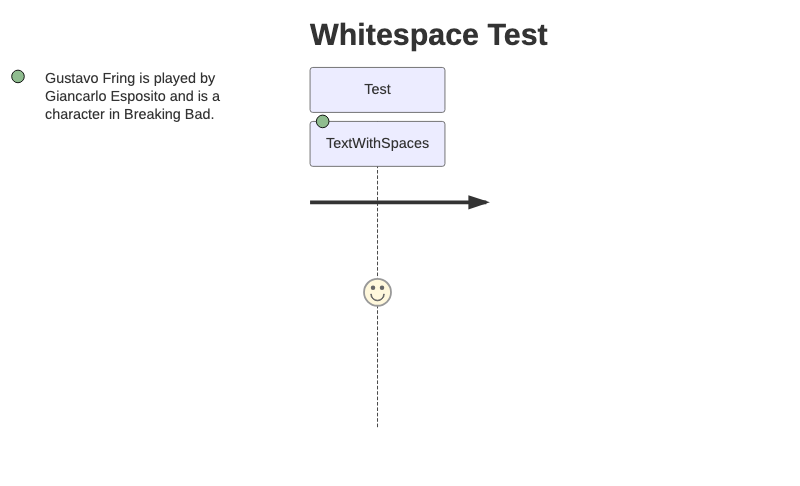 Whitespace Test
Gustavo Fring is played by
Giancarlo Esposito and is a
character in Breaking Bad.
Test
TextWithSpaces